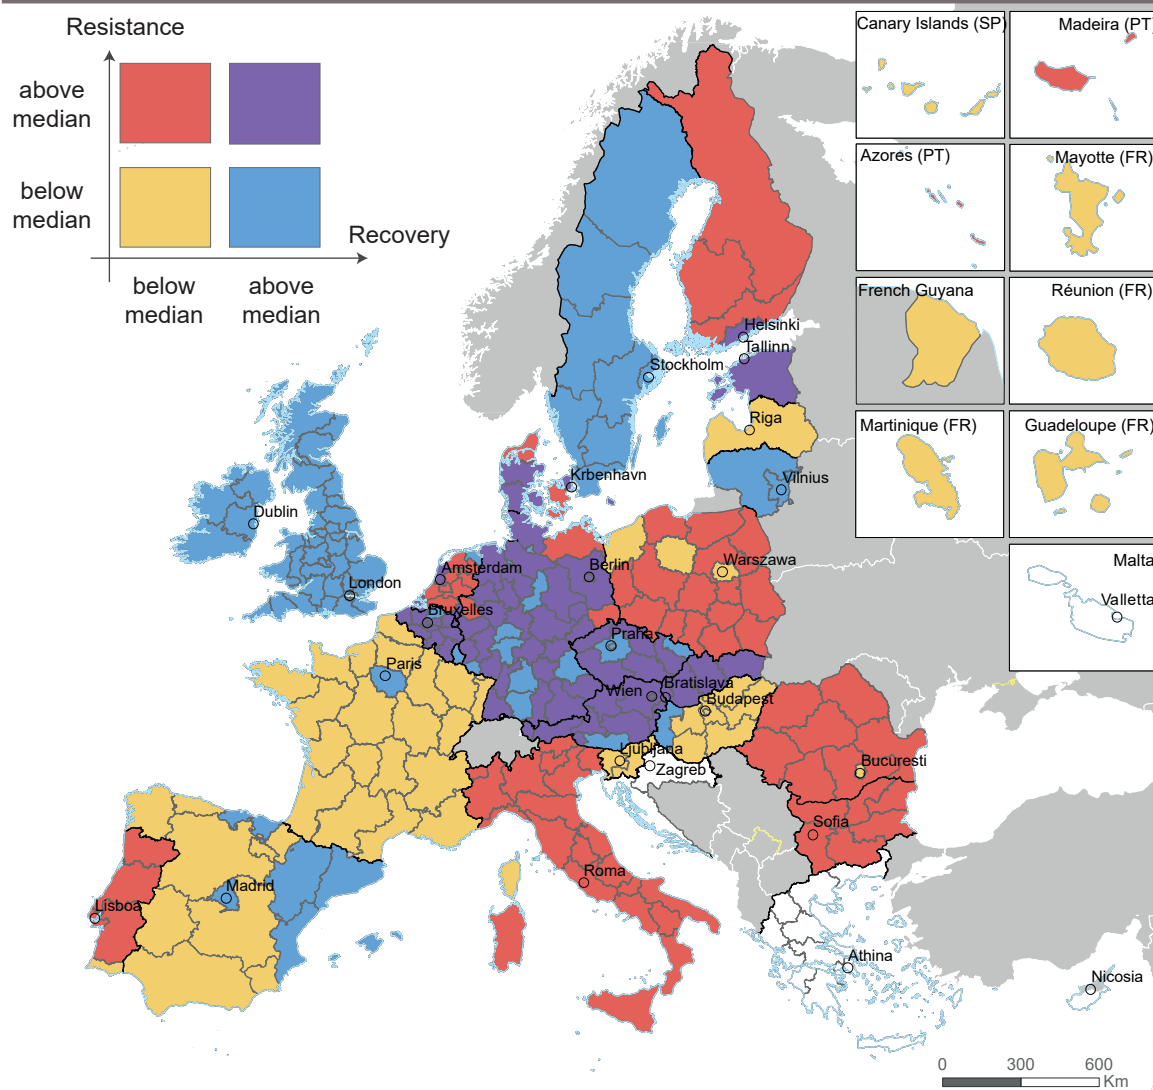 Resistance
above
median
below
median
Recovery
below
median
above
median
Canary Islands (SP)
Madeira (PT)
Azores (PT)
Mayotte (FR)
French Guyana
Réunion (FR)
Martinique (FR)
Guadeloupe (FR)
Malta
Valletta
Helsinki
Tallinn
Stockholm
Riga
Krbenhavn
Vilnius
Dublin
London
Amsterdam
Berlin
Warszawa
Bruxelles
Praha
Paris
Wien
Bratislava
Budapest
Ljubljana
Zagreb
Bucuresti
Sofia
Roma
Madrid
Lisboa
Athina
Nicosia
0 300 600
Km